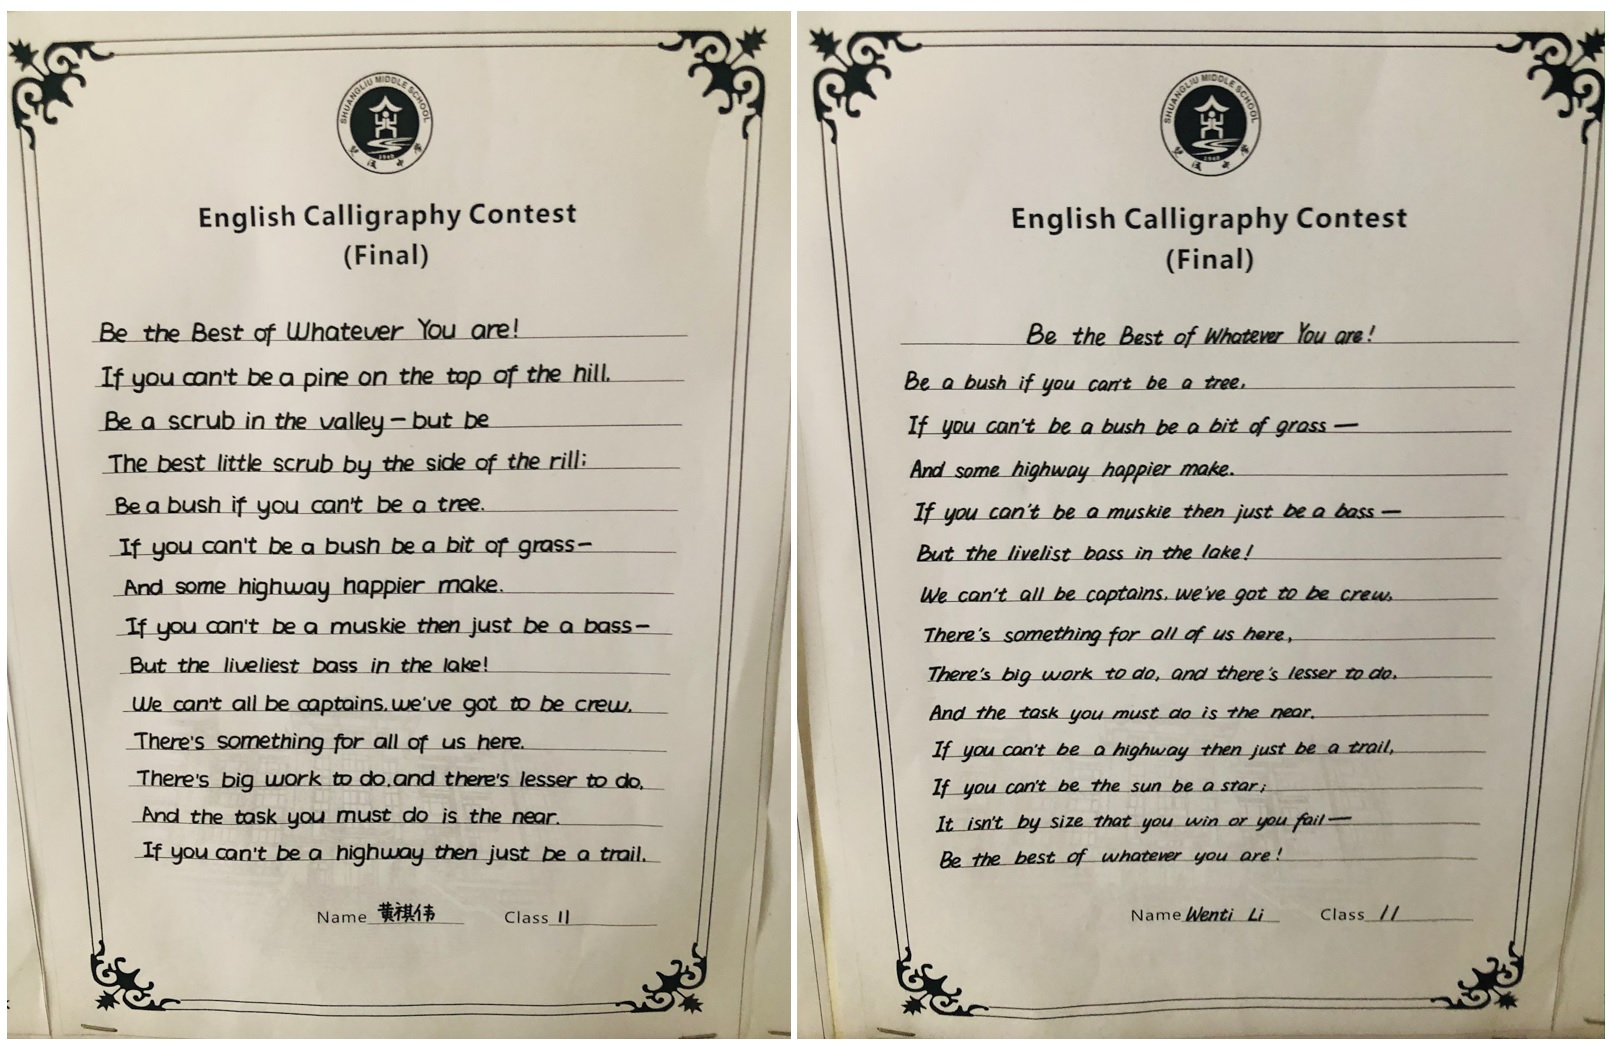 SHUANGLIU MIDDLE SCHOOL
1940
双流中学
English Calligraphy Contest
(Final)
Be the Best of Whatever You are!
If you can't be a pine on the top of the hill.
Be a scrub in the valley – but be
The best little scrub by the side of the rill;
Be a bush if you can't be a tree.
If you can't be a bush be a bit of grass–
And some highway happier make.
If you can't be a muskie then just be a bass–
But the liveliest bass in the lake!
We can't all be captains, we've got to be crew,
There's something for all of us here.
There's big work to do, and there's lesser to do,
And the task you must do is the near.
If you can't be a highway then just be a trail.
Name 黄祺伟 Class 11
SHUANGLIU MIDDLE SCHOOL
1940
双流中学
English Calligraphy Contest
(Final)
Be the Best of Whatever You are!
Be a bush if you can't be a tree.
If you can't be a bush be a bit of grass —
And some highway happier make.
If you can't be a muskie then just be a bass —
But the livelist bass in the lake!
We can't all be captains, we've got to be crew,
There's something for all of us here,
There's big work to do, and there's lesser to do,
And the task you must do is the near.
If you can't be a highway then just be a trail,
If you can't be the sun be a star;
It isn't by size that you win or you fail —
Be the best of whatever you are!
Name Wenti Li Class 11